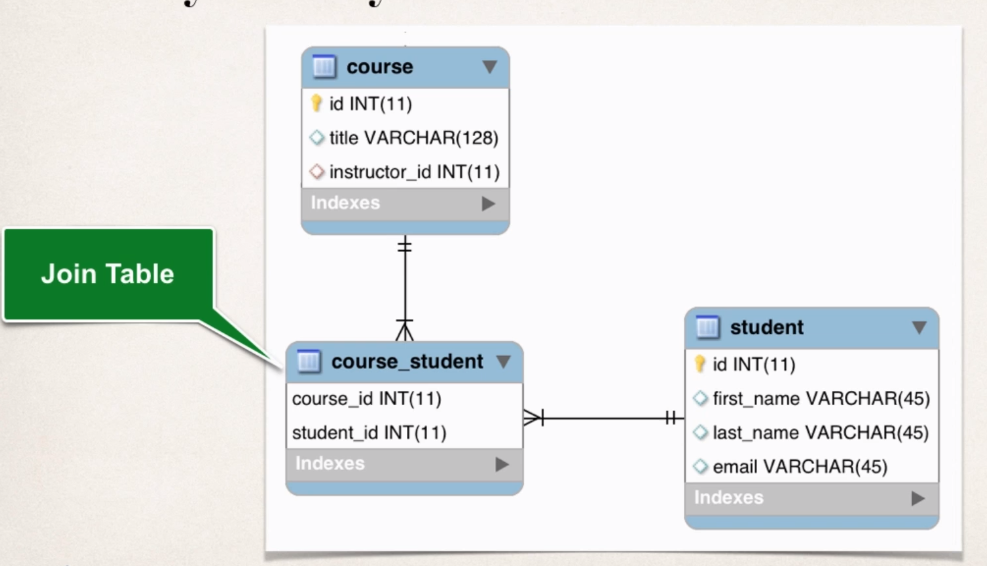 course
id INT(11)
title VARCHAR(128)
instructor_id INT(11)
Indexes
Join Table
course_student
course_id INT(11)
student_id INT(11)
Indexes
student
id INT(11)
first_name VARCHAR(45)
last_name VARCHAR(45)
email VARCHAR(45)
Indexes